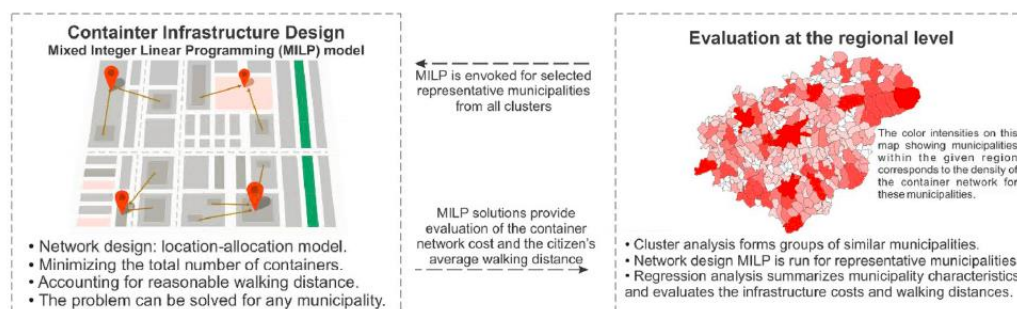 Containter Infrastructure Design
Mixed Integer Linear Programming (MILP) model
• Network design: location-allocation model.
• Minimizing the total number of containers.
• Accounting for reasonable walking distance.
• The problem can be solved for any municipality.
MILP is envoked for selected
representative municipalities
from all clusters
MILP solutions provide
evaluation of the container
network cost and the citizen's
average walking distance
Evaluation at the regional level
The color intensities on this
map showing municipalities
within the given region
corresponds to the density of
the container network for
these municipalities.
• Cluster analysis forms groups of similar municipalities.
• Network design MILP is run for representative municipalities
• Regression analysis summarizes municipality characteristics
and evaluates the infrastructure costs and walking distances.